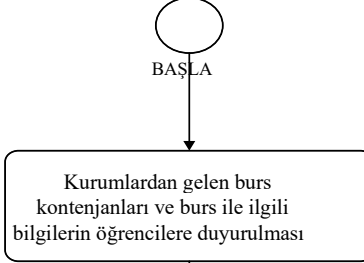 BAŞLA
Kurumlardan gelen burs
kontenjanları ve burs ile ilgili
bilgilerin öğrencilere duyurulması